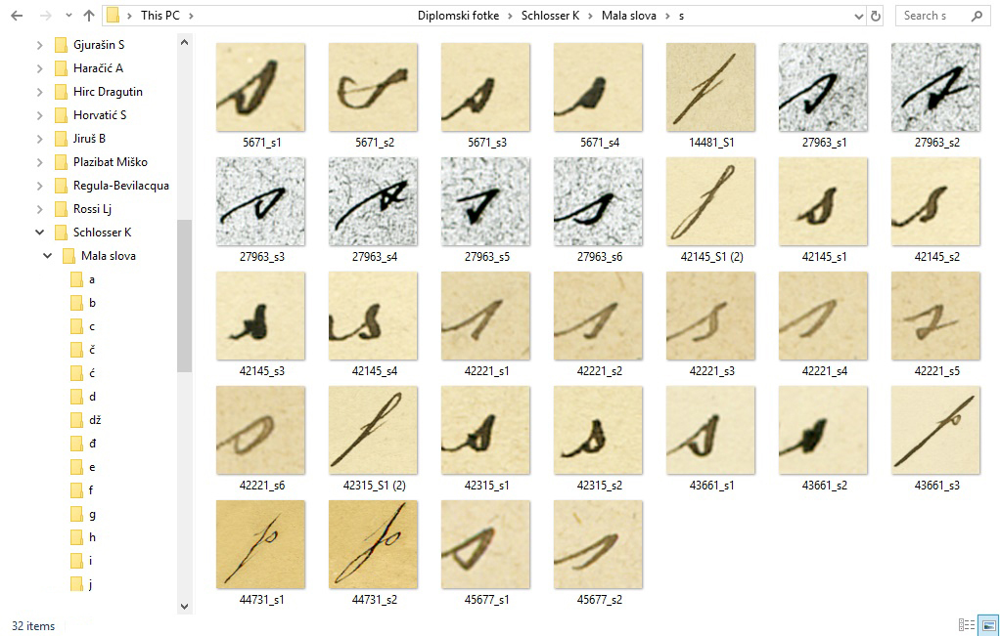 This PC > Diplomski fotke > Schlosser K > Mala slova > s
Search s
Gjurašin S
Haračić A
Hirc Dragutin
Horvatić S
Jiruš B
Plazibat Miško
Regula-Bevilacqua
Rossi Lj
Schlosser K
Mala slova
a
b
c
č
ć
d
dž
đ
e
f
g
h
i
j
5671_s1 5671_s2 5671_s3 5671_s4 14481_S1 27963_s1 27963_s2
27963_s3 27963_s4 27963_s5 27963_s6 42145_S1 (2) 42145_s1 42145_s2
42145_s3 42145_s4 42221_s1 42221_s2 42221_s3 42221_s4 42221_s5
42221_s6 42315_S1 (2) 42315_s1 42315_s2 43661_s1 43661_s2 43661_s3
44731_s1 44731_s2 45677_s1 45677_s2
32 items